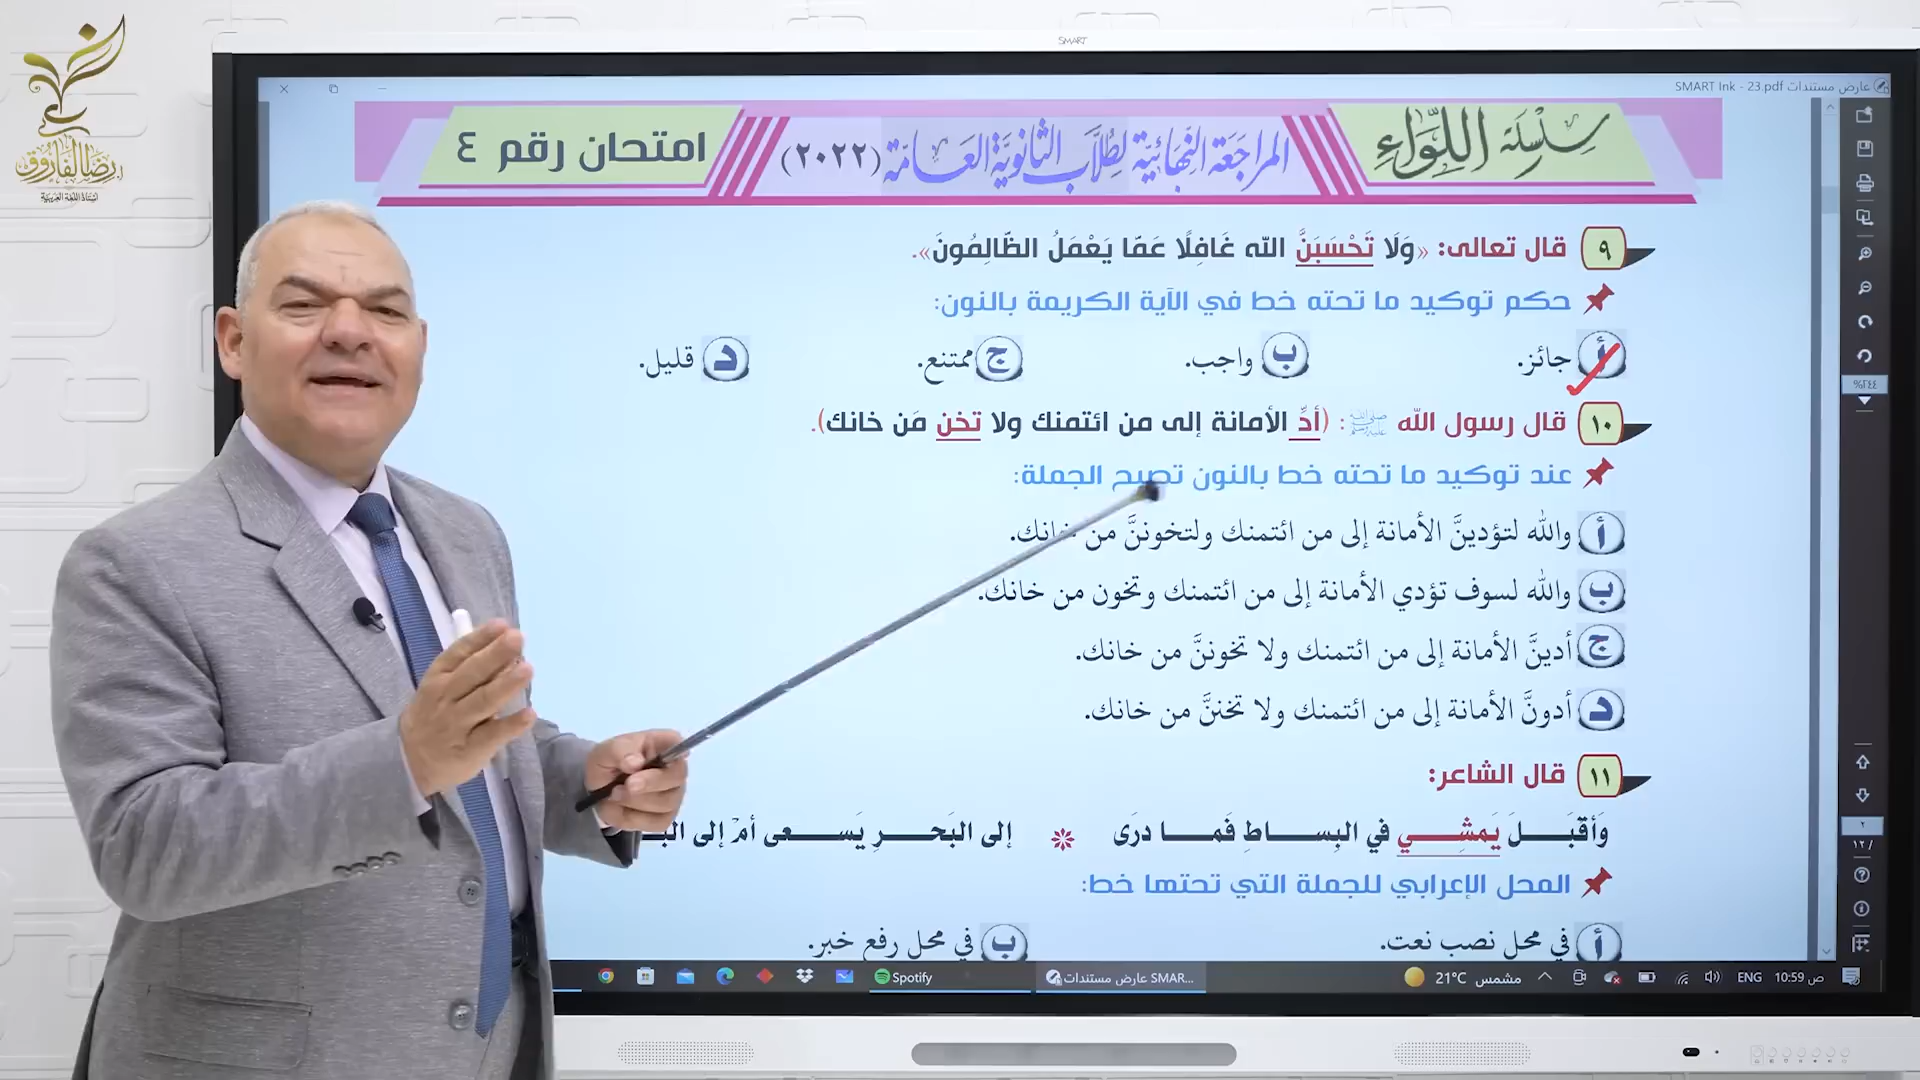 SMART
عارض مستندات SMART Ink - 23.pdf
رضا الفاروق
أستاذ اللغة العربية
سلسلة اللواء
المراجعة النهائية لطلاب الثانوية العامة (٢٠٢٢)
امتحان رقم ٤
٩ قال تعالى: «وَلَا تَحْسَبَنَّ الله غَافِلًا عَمّا يَعْمَلُ الظّالِمُونَ».
حكم توكيد ما تحته خط في الآية الكريمة بالنون:
أ جائز. ب واجب. ج ممتنع. د قليل.
١٠ قال رسول الله ﷺ: (أدِّ الأمانة إلى من ائتمنك ولا تخن مَن خانك).
عند توكيد ما تحته خط بالنون تصبح الجملة:
أ والله لتؤدينَّ الأمانة إلى من ائتمنك ولتخوننَّ من خانك.
ب والله لسوف تؤدي الأمانة إلى من ائتمنك وتخون من خانك.
ج أدينَّ الأمانة إلى من ائتمنك ولا تخوننَّ من خانك.
د أدونَّ الأمانة إلى من ائتمنك ولا تخننَّ من خانك.
١١ قال الشاعر:
وَأقبَلَ يَمشِي في البِساطِ فَما درَى إلى البَحرِ يَسعى أم إلى
المحل الإعرابي للجملة التي تحتها خط:
أ في محل نصب نعت. ب في محل رفع خبر.
%٢٤٤
٢
/ ١٢
Spotify
عارض مستندات SMAR...
21°C مشمس
ENG
10:59 ص